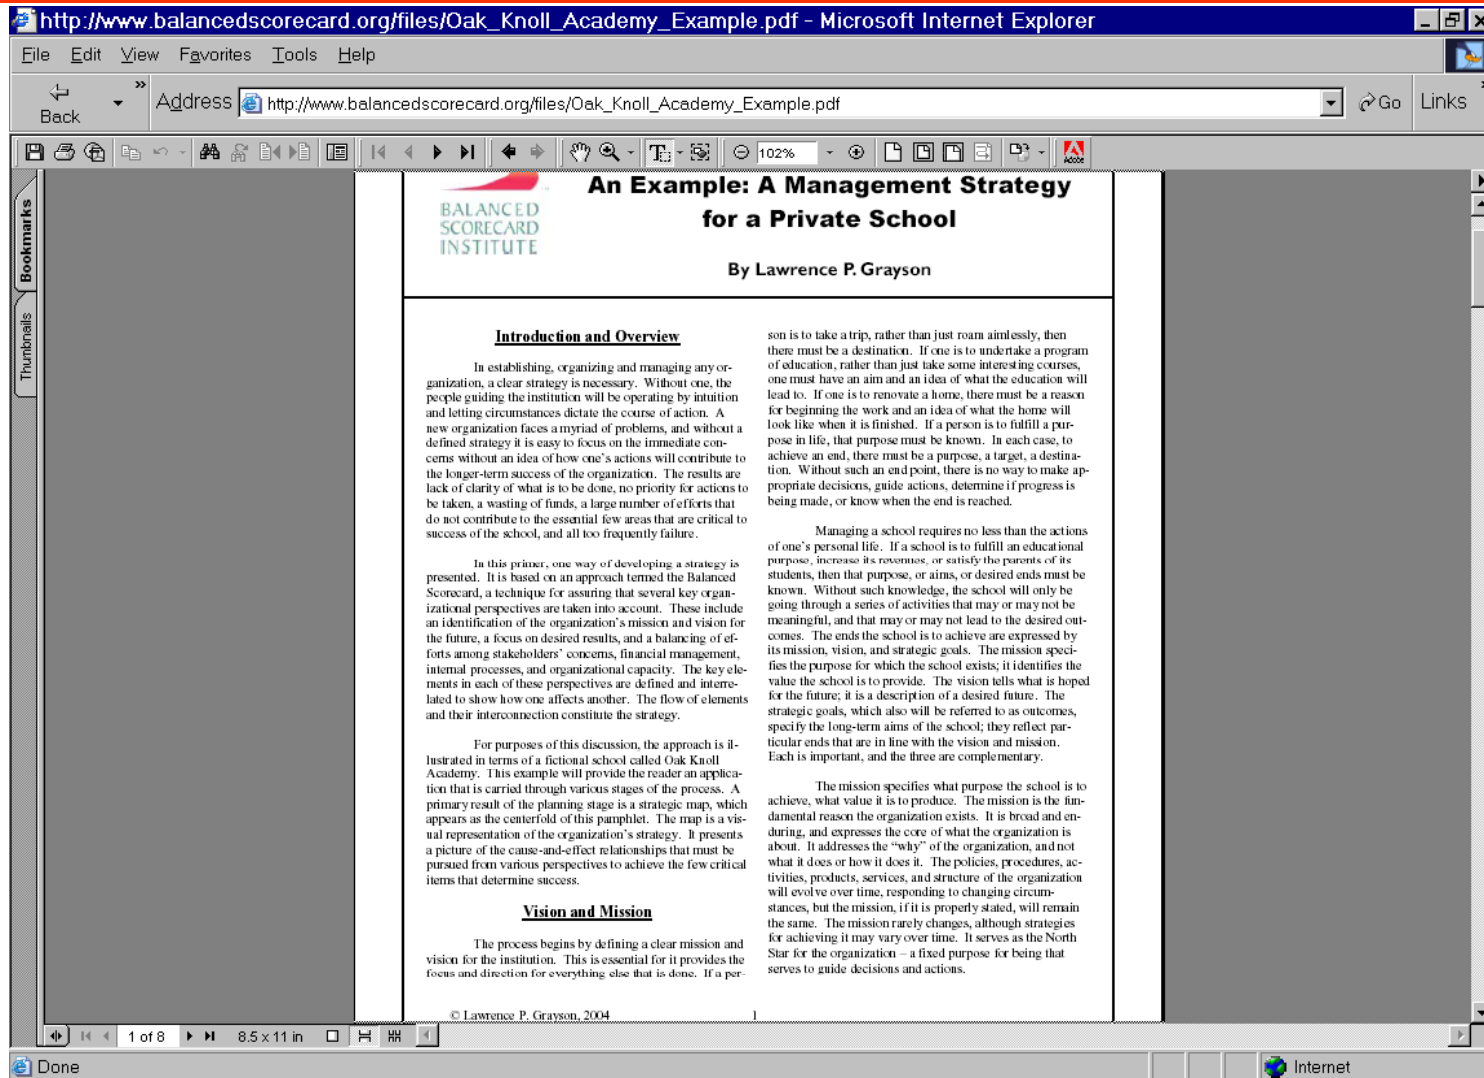 http://www.balancedscorecard.org/files/Oak_Knoll_Academy_Example.pdf - Microsoft Internet Explorer
File Edit View Favorites Tools Help
Back
»
Address http://www.balancedscorecard.org/files/Oak_Knoll_Academy_Example.pdf
Go Links
102%
Adobe
Bookmarks
Thumbnails
BALANCED
SCORECARD
INSTITUTE
An Example: A Management Strategy
for a Private School
By Lawrence P. Grayson
Introduction and Overview
In establishing, organizing and managing any or-
ganization, a clear strategy is necessary. Without one, the
people guiding the institution will be operating by intuition
and letting circumstances dictate the course of action. A
new organization faces a myriad of problems, and without a
defined strategy it is easy to focus on the immediate con-
cerns without an idea of how one's actions will contribute to
the longer-term success of the organization. The results are
lack of clarity of what is to be done, no priority for actions to
be taken, a wasting of funds, a large number of efforts that
do not contribute to the essential few areas that are critical to
success of the school, and all too frequently failure.
In this primer, one way of developing a strategy is
presented. It is based on an approach termed the Balanced
Scorecard, a technique for assuring that several key organ-
izational perspectives are taken into account. These include
an identification of the organization's mission and vision for
the future, a focus on desired results, and a balancing of ef-
forts among stakeholders' concerns, financial management,
internal processes, and organizational capacity. The key ele-
ments in each of these perspectives are defined and interre-
lated to show how one affects another. The flow of elements
and their interconnection constitute the strategy.
For purposes of this discussion, the approach is il-
lustrated in terms of a fictional school called Oak Knoll
Academy. This example will provide the reader an applica-
tion that is carried through various stages of the process. A
primary result of the planning stage is a strategic map, which
appears as the centerfold of this pamphlet. The map is a vis-
ual representation of the organization's strategy. It presents
a picture of the cause-and-effect relationships that must be
pursued from various perspectives to achieve the few critical
items that determine success.
Vision and Mission
The process begins by defining a clear mission and
vision for the institution. This is essential for it provides the
focus and direction for everything else that is done. If a per-
son is to take a trip, rather than just roam aimlessly, then
there must be a destination. If one is to undertake a program
of education, rather than just take some interesting courses,
one must have an aim and an idea of what the education will
lead to. If one is to renovate a home, there must be a reason
for beginning the work and an idea of what the home will
look like when it is finished. If a person is to fulfill a pur-
pose in life, that purpose must be known. In each case, to
achieve an end, there must be a purpose, a target, a destina-
tion. Without such an end point, there is no way to make ap-
propriate decisions, guide actions, determine if progress is
being made, or know when the end is reached.
Managing a school requires no less than the actions
of one's personal life. If a school is to fulfill an educational
purpose, increase its revenues, or satisfy the parents of its
students, then that purpose, or aims, or desired ends must be
known. Without such knowledge, the school will only be
going through a series of activities that may or may not be
meaningful, and that may or may not lead to the desired out-
comes. The ends the school is to achieve are expressed by
its mission, vision, and strategic goals. The mission speci-
fies the purpose for which the school exists; it identifies the
value the school is to provide. The vision tells what is hoped
for the future; it is a description of a desired future. The
strategic goals, which also will be referred to as outcomes,
specify the long-term aims of the school; they reflect par-
ticular ends that are in line with the vision and mission.
Each is important, and the three are complementary.
The mission specifies what purpose the school is to
achieve, what value it is to produce. The mission is the fun-
damental reason the organization exists. It is broad and en-
during, and expresses the core of what the organization is
about. It addresses the “why” of the organization, and not
what it does or how it does it. The policies, procedures, ac-
tivities, products, services, and structure of the organization
will evolve over time, responding to changing circum-
stances, but the mission, if it is properly stated, will remain
the same. The mission rarely changes, although strategies
for achieving it may vary over time. It serves as the North
Star for the organization – a fixed purpose for being that
serves to guide decisions and actions.
© Lawrence P. Grayson, 2004 1
1 of 8 8.5 x 11 in
Done Internet